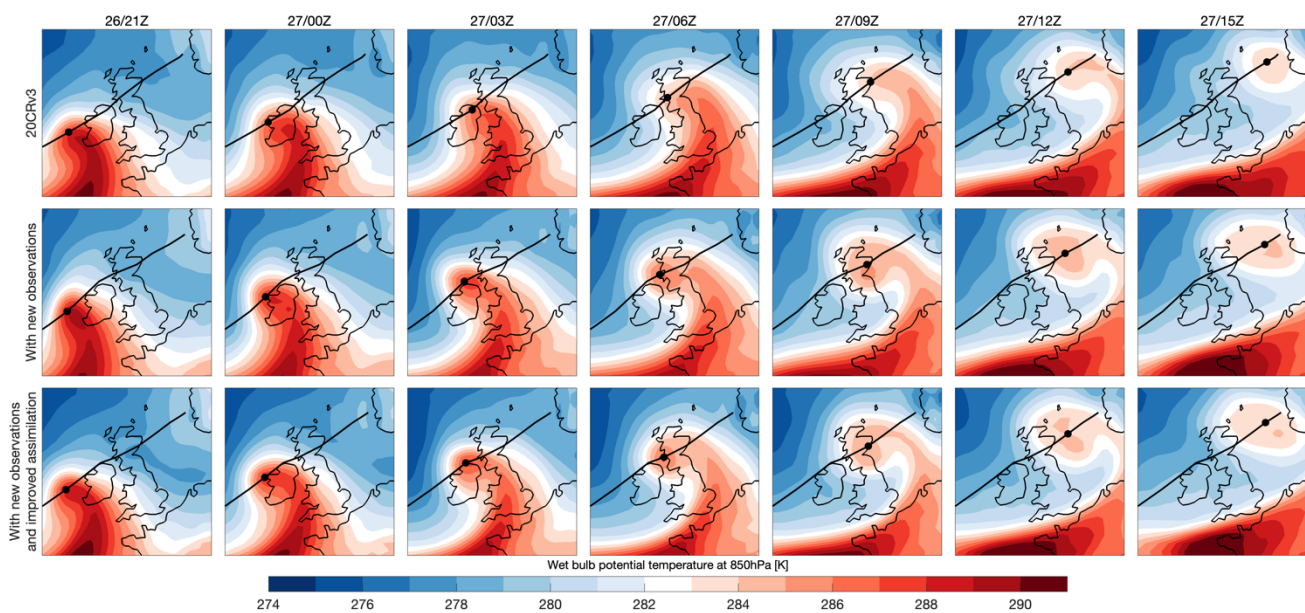 26/21Z 27/00Z 27/03Z 27/06Z 27/09Z 27/12Z 27/15Z
20CRv3
With new observations
With new observations
and improved assimilation
Wet bulb potential temperature at 850hPa [K]
274 276 278 280 282 284 286 288 290